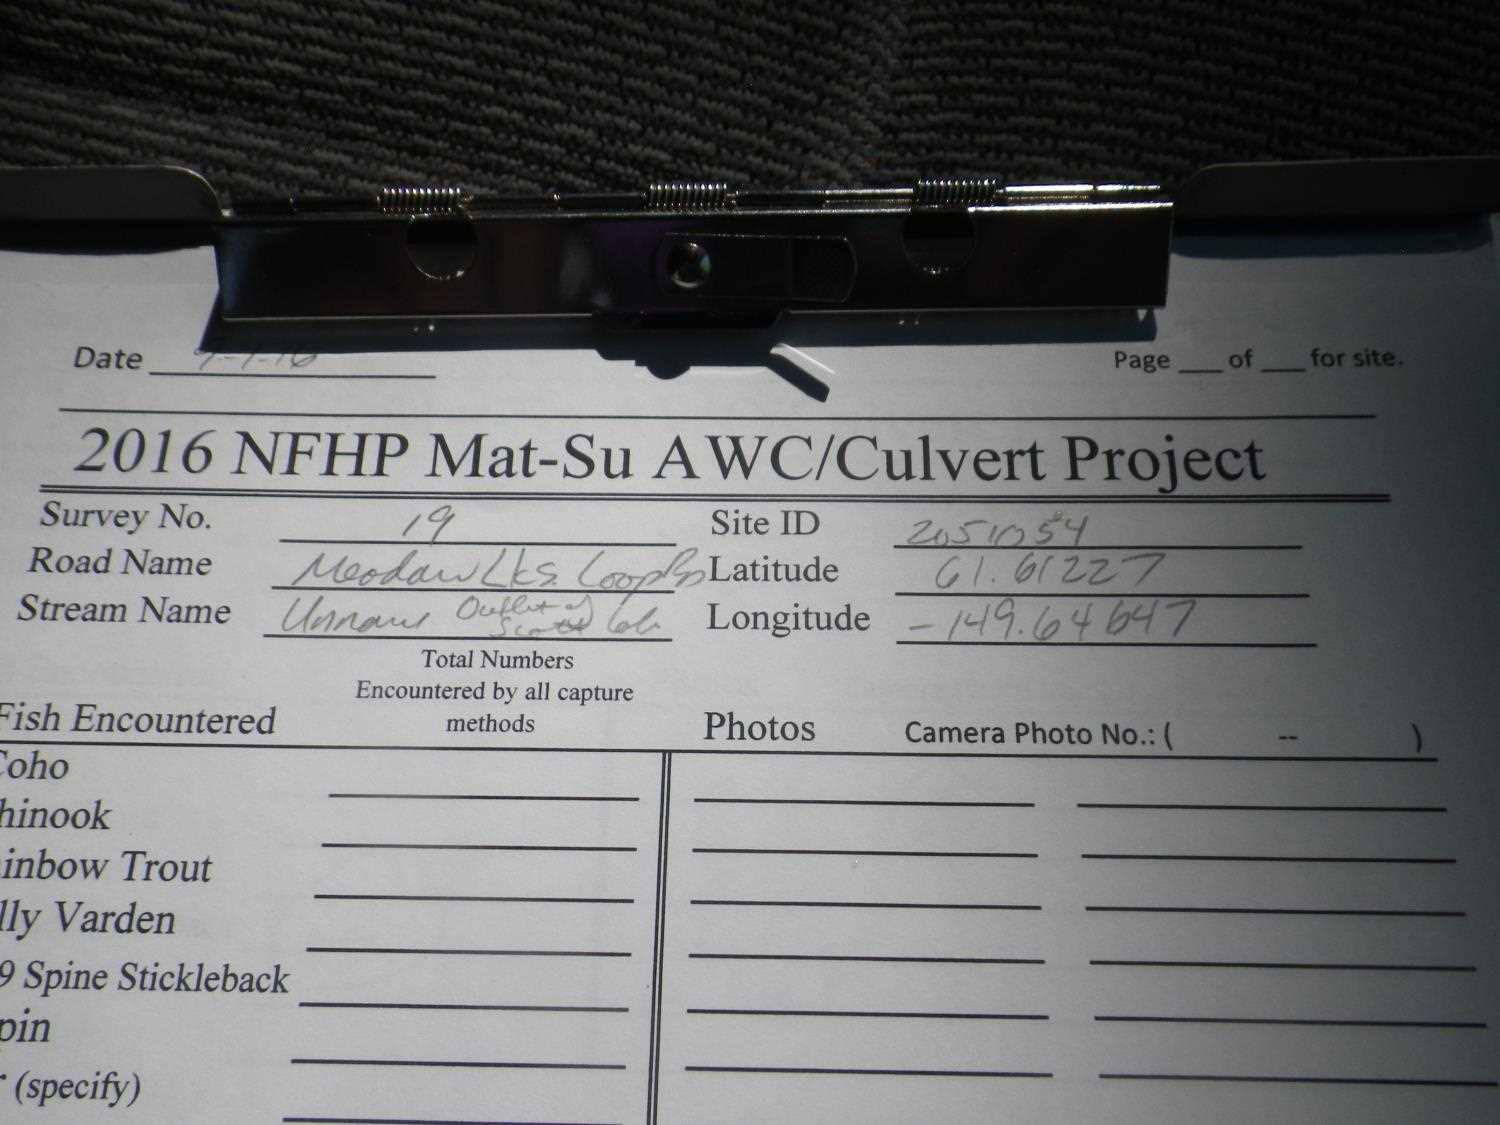 Date 9-1-16 Page ___ of ___ for site.
2016 NFHP Mat-Su AWC/Culvert Project
Survey No. 19 Site ID 20511054
Road Name Meadow Lks. Loop Latitude 61.61227
Stream Name Outlet of Longitude -149.64647
Total Numbers
Encountered by all capture
methods
Fish Encountered Photos Camera Photo No.: ( -- )
Coho
hinook
inbow Trout
lly Varden
9 Spine Stickleback
pin
(specify)